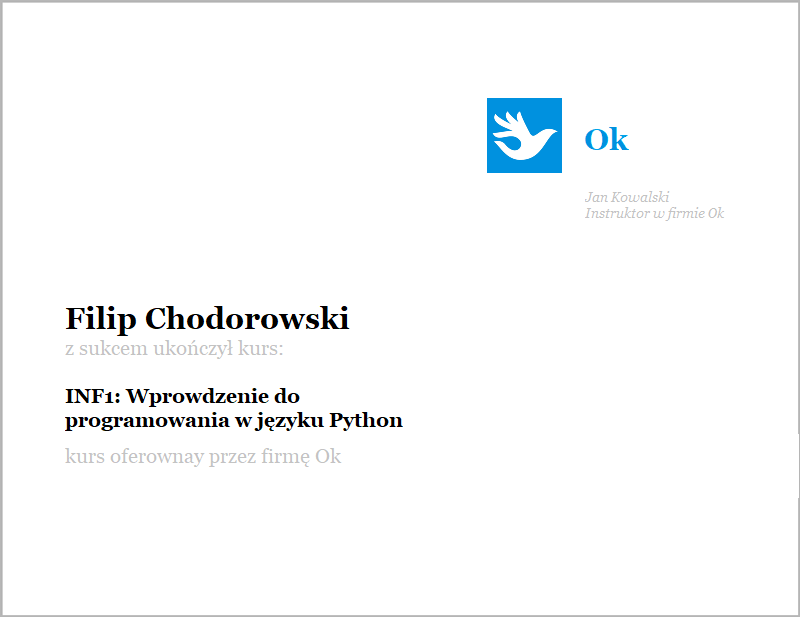 Ok
Jan Kowalski
Instruktor w firmie Ok
Filip Chodorowski
z sukcem ukończył kurs:
INF1: Wprowdzenie do
programowania w języku Python
kurs oferownay przez firmę Ok